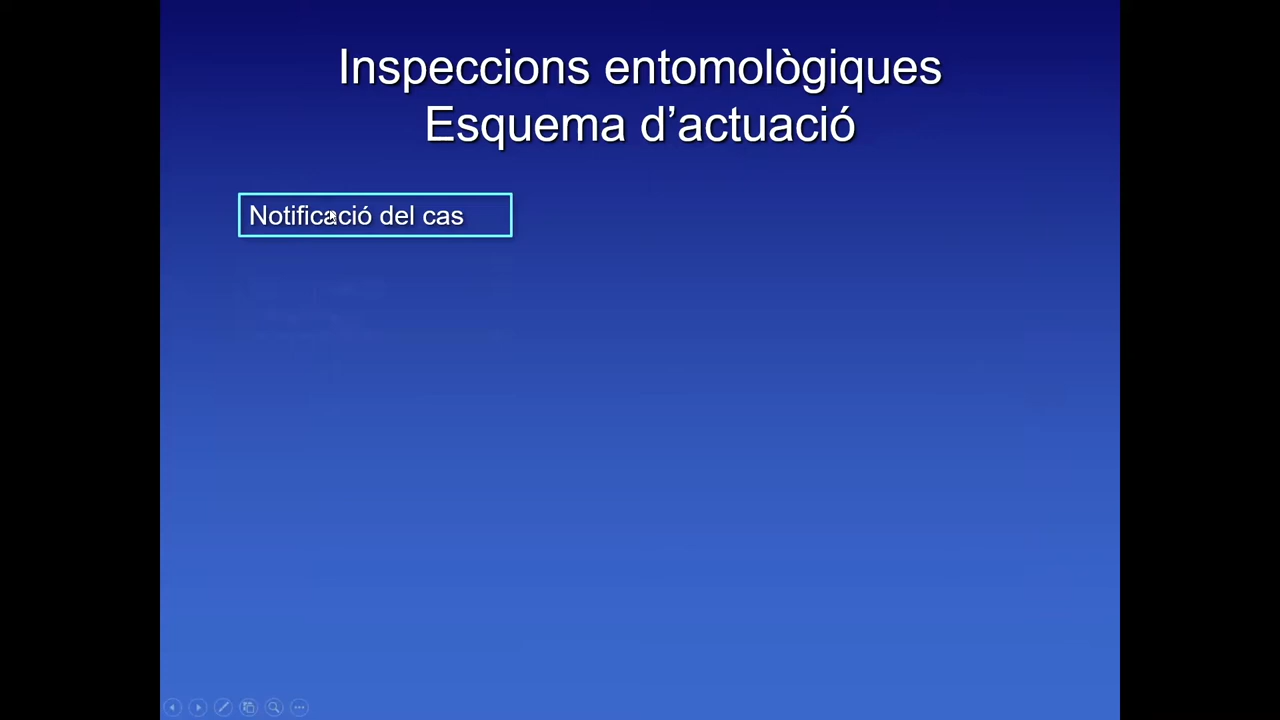 Inspeccions entomològiques
Esquema d’actuació
Notificació del cas